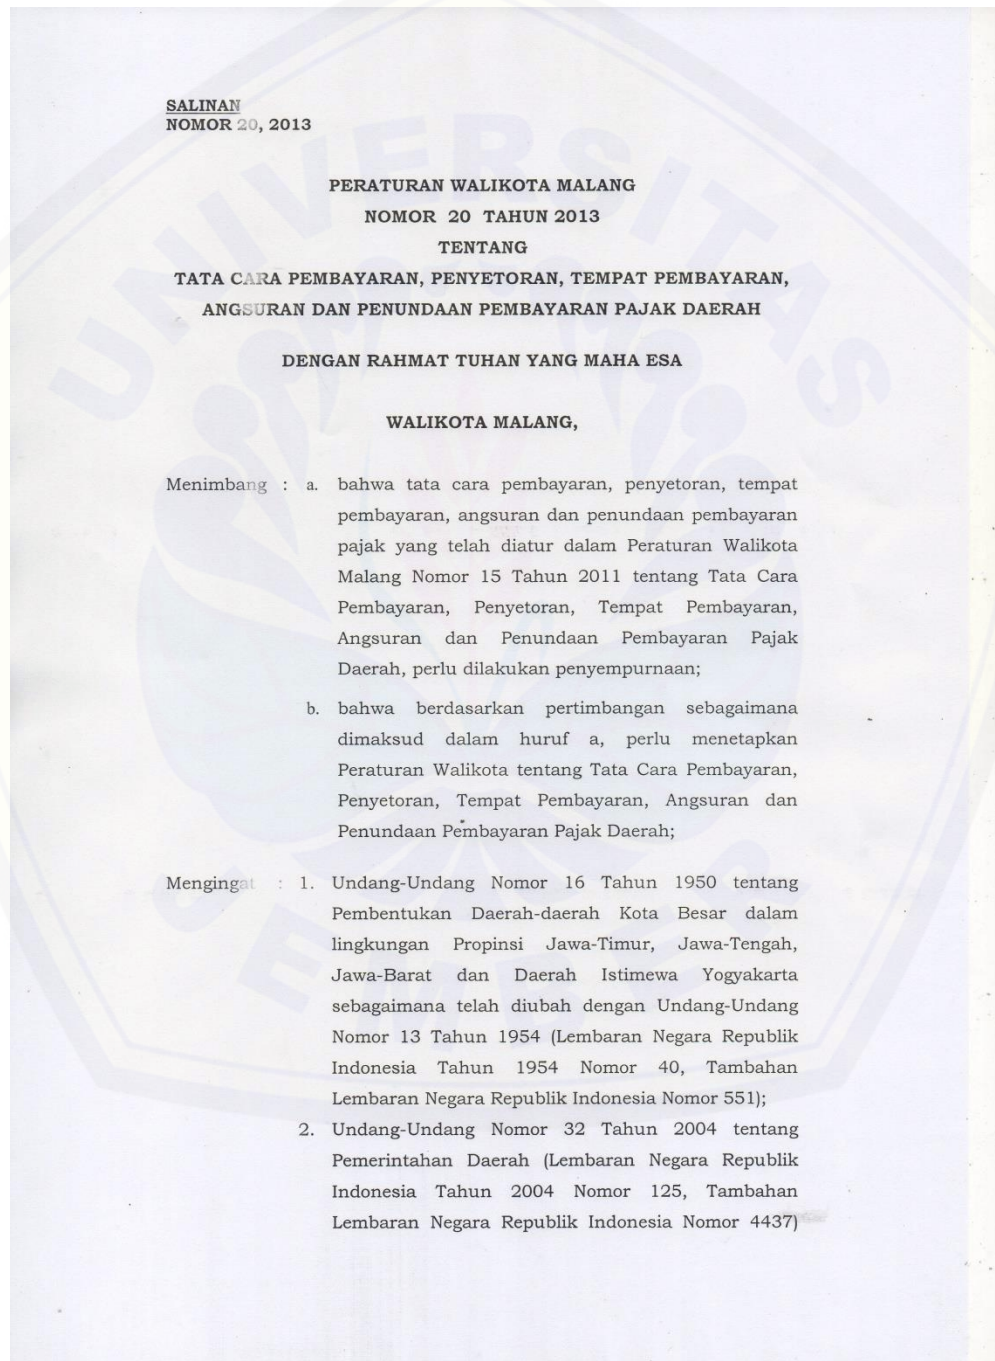 SALINAN
NOMOR 20, 2013
PERATURAN WALIKOTA MALANG
NOMOR 20 TAHUN 2013
TENTANG
TATA CARA PEMBAYARAN, PENYETORAN, TEMPAT PEMBAYARAN,
ANGSURAN DAN PENUNDAAN PEMBAYARAN PAJAK DAERAH
DENGAN RAHMAT TUHAN YANG MAHA ESA
WALIKOTA MALANG,
Menimbang : a. bahwa tata cara pembayaran, penyetoran, tempat
pembayaran, angsuran dan penundaan pembayaran
pajak yang telah diatur dalam Peraturan Walikota
Malang Nomor 15 Tahun 2011 tentang Tata Cara
Pembayaran, Penyetoran, Tempat Pembayaran,
Angsuran dan Penundaan Pembayaran Pajak
Daerah, perlu dilakukan penyempurnaan;
b. bahwa berdasarkan pertimbangan sebagaimana
dimaksud dalam huruf a, perlu menetapkan
Peraturan Walikota tentang Tata Cara Pembayaran,
Penyetoran, Tempat Pembayaran, Angsuran dan
Penundaan Pembayaran Pajak Daerah;
Mengingat : 1. Undang-Undang Nomor 16 Tahun 1950 tentang
Pembentukan Daerah-daerah Kota Besar dalam
lingkungan Propinsi Jawa-Timur, Jawa-Tengah,
Jawa-Barat dan Daerah Istimewa Yogyakarta
sebagaimana telah diubah dengan Undang-Undang
Nomor 13 Tahun 1954 (Lembaran Negara Republik
Indonesia Tahun 1954 Nomor 40, Tambahan
Lembaran Negara Republik Indonesia Nomor 551);
2. Undang-Undang Nomor 32 Tahun 2004 tentang
Pemerintahan Daerah (Lembaran Negara Republik
Indonesia Tahun 2004 Nomor 125, Tambahan
Lembaran Negara Republik Indonesia Nomor 4437)
UNIVERSITAS
JEMBER